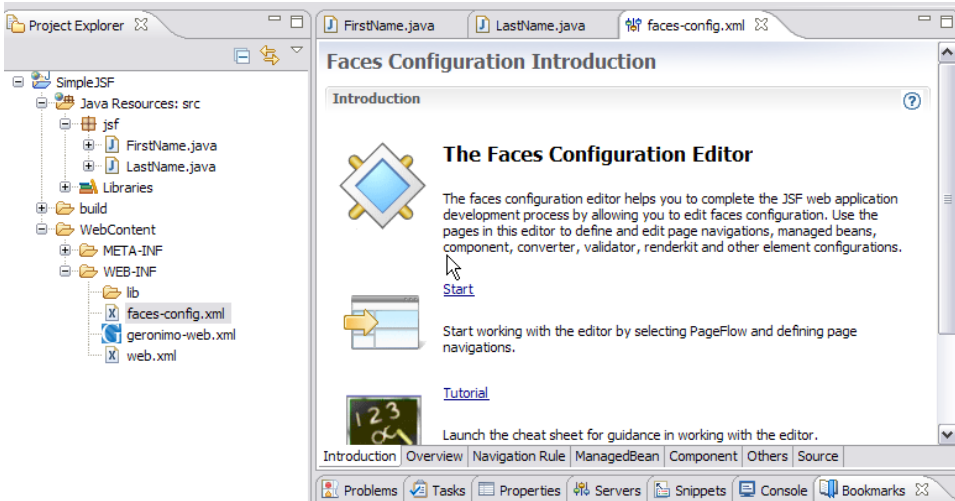 Project Explorer
SimpleJSF
Java Resources: src
jsf
FirstName.java
LastName.java
Libraries
build
WebContent
META-INF
WEB-INF
lib
faces-config.xml
geronimo-web.xml
web.xml
FirstName.java LastName.java faces-config.xml
Faces Configuration Introduction
Introduction
The Faces Configuration Editor
The faces configuration editor helps you to complete the JSF web application
development process by allowing you to edit faces configuration. Use the
pages in this editor to define and edit page navigations, managed beans,
component, converter, validator, renderkit and other element configurations.
Start
Start working with the editor by selecting PageFlow and defining page
navigations.
Tutorial
Launch the cheat sheet for guidance in working with the editor.
Introduction Overview Navigation Rule ManagedBean Component Others Source
Problems Tasks Properties Servers Snippets Console Bookmarks